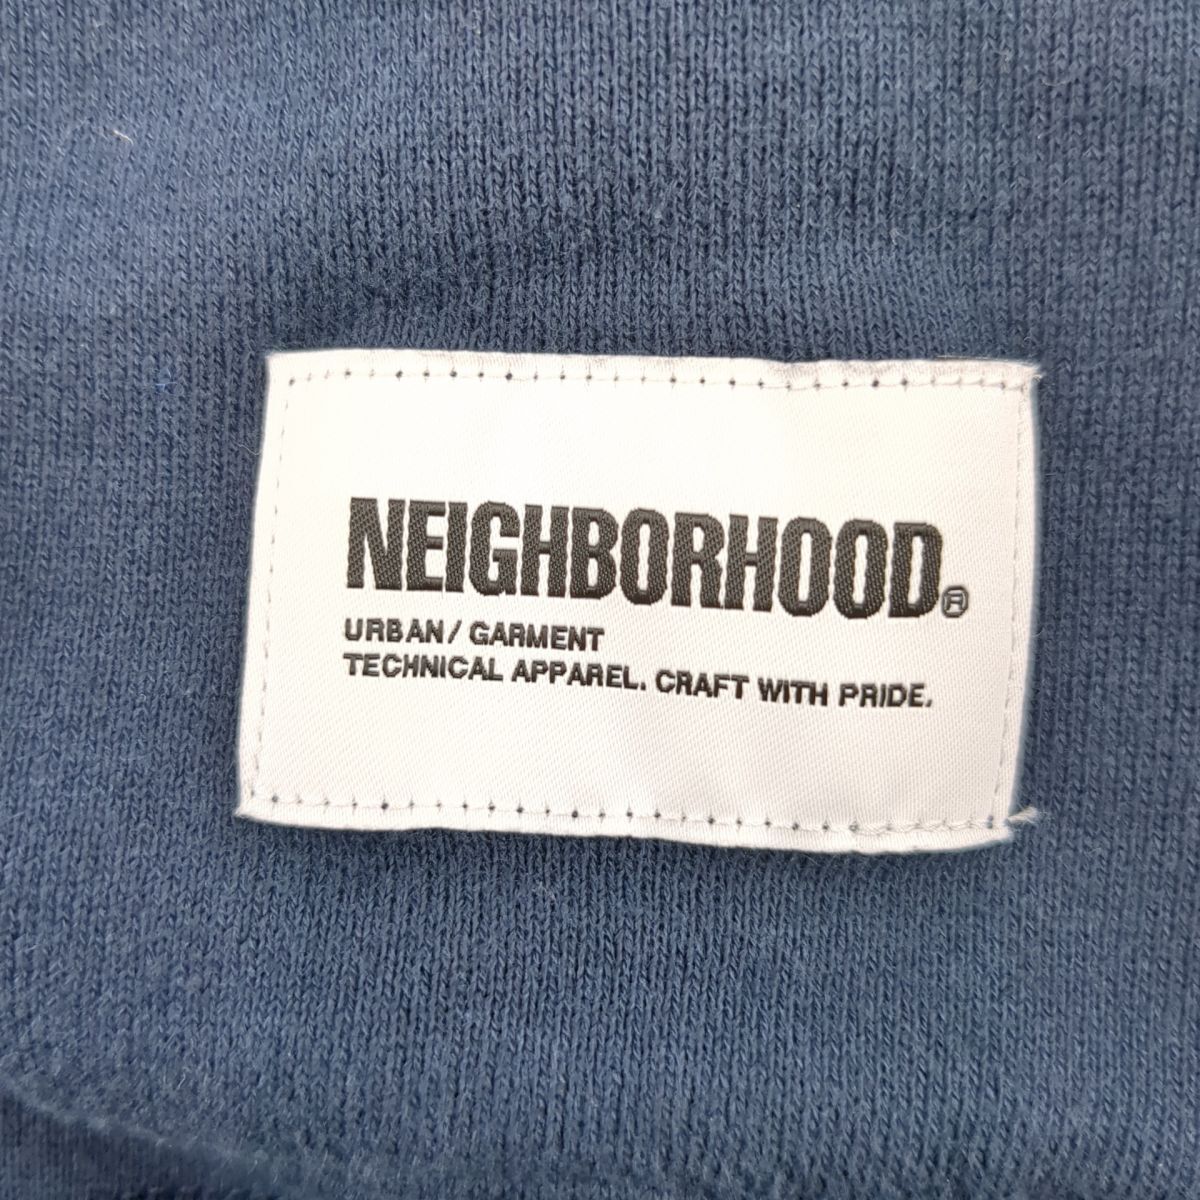 NEIGHBORHOOD®
URBAN/ GARMENT
TECHNICAL APPAREL. CRAFT WITH PRIDE.